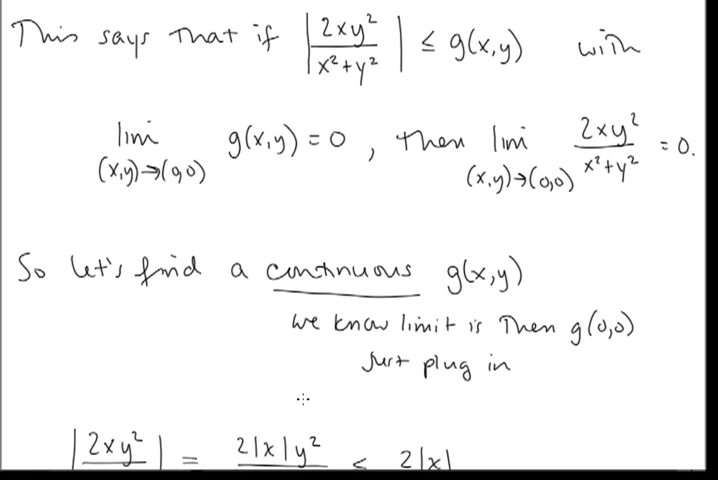 This says that if |2xy²/x²+y²| ≤ g(x,y) with
lim (x,y)→(0,0) g(x,y) = 0, then lim (x,y)→(0,0) 2xy²/x²+y² = 0.
So let's find a continuous g(x,y)
we know limit is then g(0,0)
just plug in
|2xy²| = 2|x|y² < 2|x|